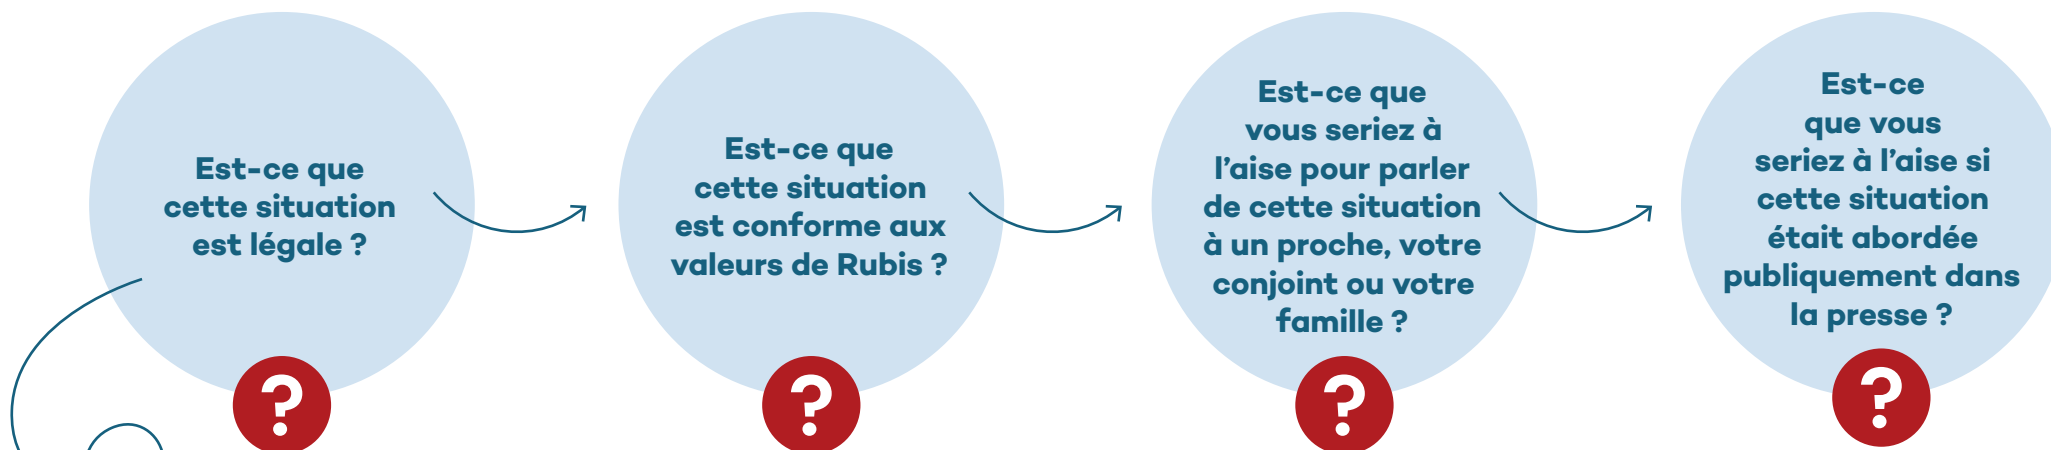 Est-ce que
cette situation
est légale ?
?
Est-ce que
cette situation
est conforme aux
valeurs de Rubis ?
?
Est-ce que
vous seriez à
l’aise pour parler
de cette situation
à un proche, votre
conjoint ou votre
famille ?
?
Est-ce
que vous
seriez à l’aise si
cette situation
était abordée
publiquement dans
la presse ?
?